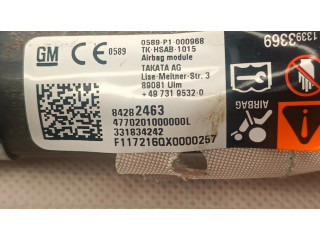 GM
CE
0589
0589-P1-000968
TK-HSAB-1015
Airbag module
TAKATA AG
Lise-Meitner-Str. 3
89081 Ulm
+49 731 9532 0
84282463
4770201000000L
331834242
F117216QX0000257
13393369
AIRBAG